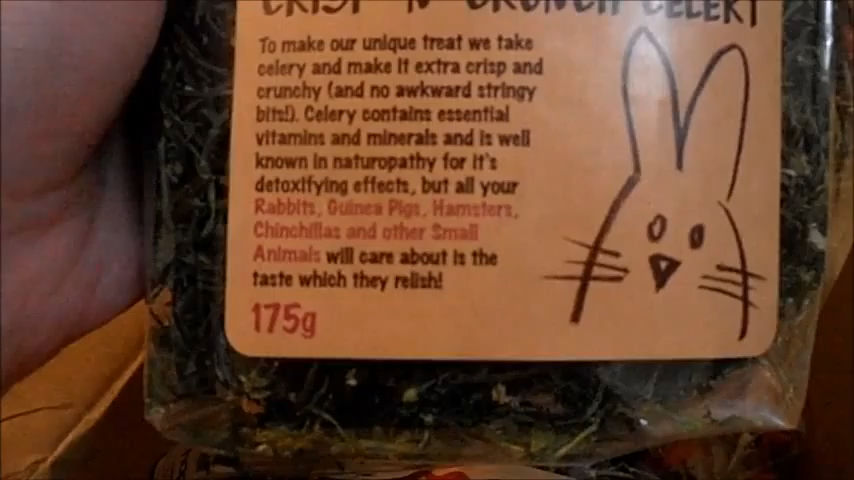 CRISP 'N' CRUNCH CELERY
To make our unique treat we take
celery and make it extra crisp and
crunchy (and no awkward stringy
bits!). Celery contains essential
vitamins and minerals and is well
known in naturopathy for it's
detoxifying effects, but all your
Rabbits, Guinea Pigs, Hamsters,
Chinchillas and other Small
Animals will care about is the
taste which they relish!
175g